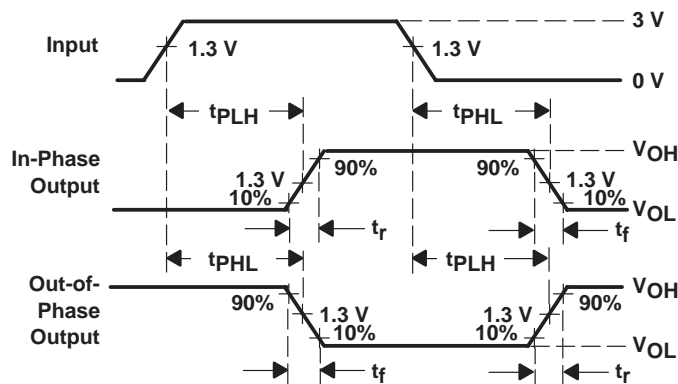 3 V
Input
1.3 V
1.3 V
0 V
tPLH
tPHL
In-Phase
Output
VOH
90%
90%
1.3 V
1.3 V
10%
10%
VOL
tr
tf
tPHL
tPLH
Out-of-
Phase
Output
VOH
90%
90%
1.3 V
1.3 V
10%
10%
VOL
tf
tr